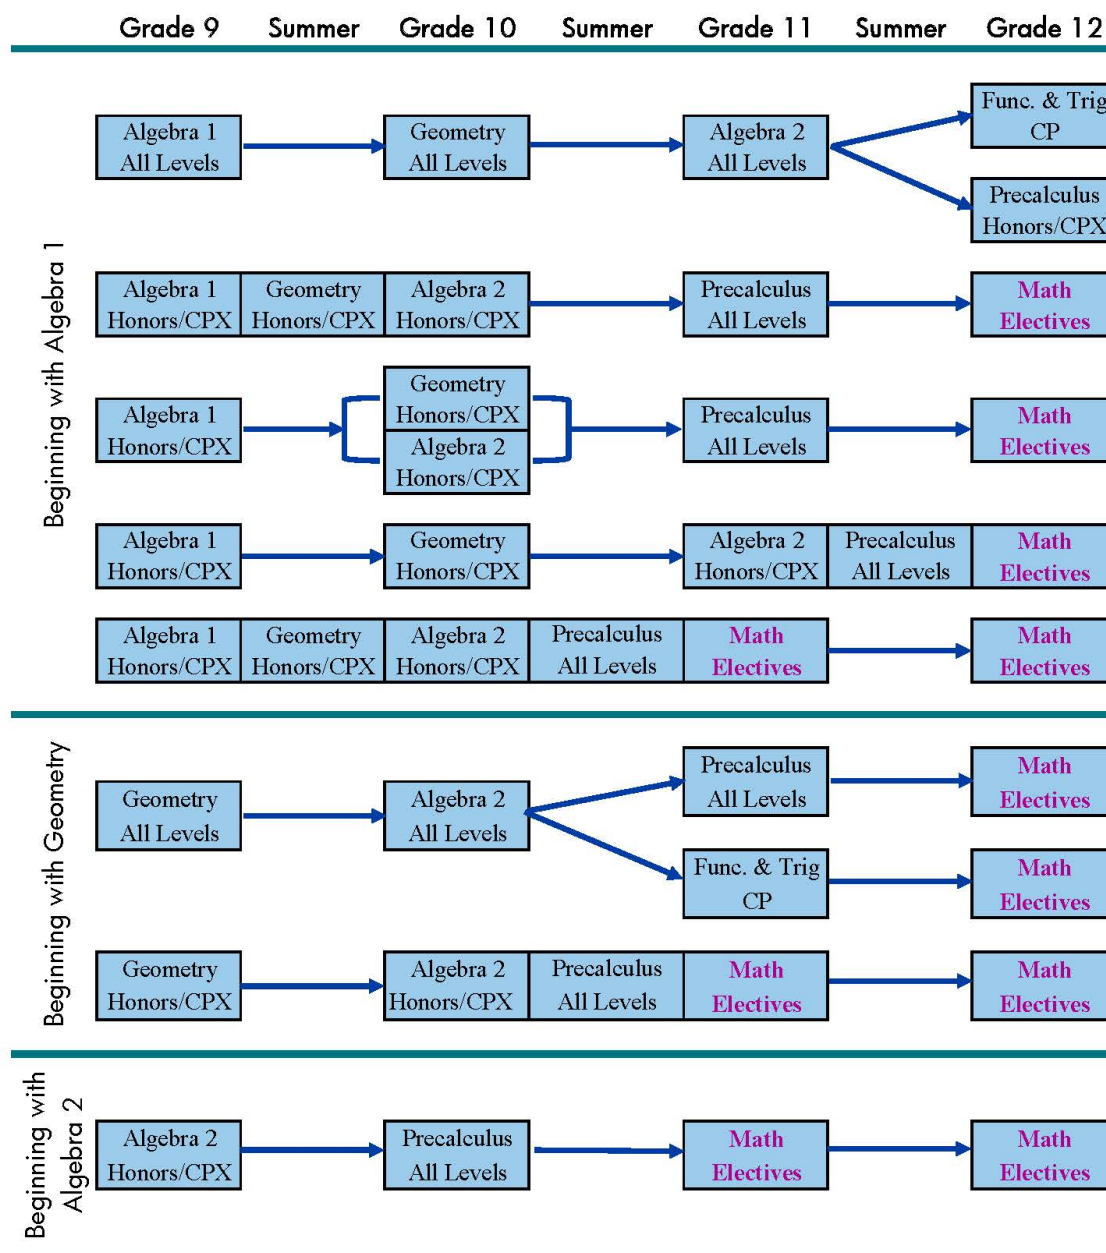 Grade 9 Summer Grade 10 Summer Grade 11 Summer Grade 12
Beginning with Algebra 1
Algebra 1
All Levels
Geometry
All Levels
Algebra 2
All Levels
Func. & Trig
CP
Precalculus
Honors/CPX
Algebra 1
Honors/CPX
Geometry
Honors/CPX
Algebra 2
Honors/CPX
Precalculus
All Levels
Math
Electives
Algebra 1
Honors/CPX
Geometry
Honors/CPX
Algebra 2
Honors/CPX
Precalculus
All Levels
Math
Electives
Algebra 1
Honors/CPX
Geometry
Honors/CPX
Algebra 2
Honors/CPX
Precalculus
All Levels
Math
Electives
Algebra 1
Honors/CPX
Geometry
Honors/CPX
Algebra 2
Honors/CPX
Precalculus
All Levels
Math
Electives
Math
Electives
Beginning with Geometry
Geometry
All Levels
Algebra 2
All Levels
Precalculus
All Levels
Math
Electives
Func. & Trig
CP
Math
Electives
Geometry
Honors/CPX
Algebra 2
Honors/CPX
Precalculus
All Levels
Math
Electives
Math
Electives
Beginning with
Algebra 2
Algebra 2
Honors/CPX
Precalculus
All Levels
Math
Electives
Math
Electives